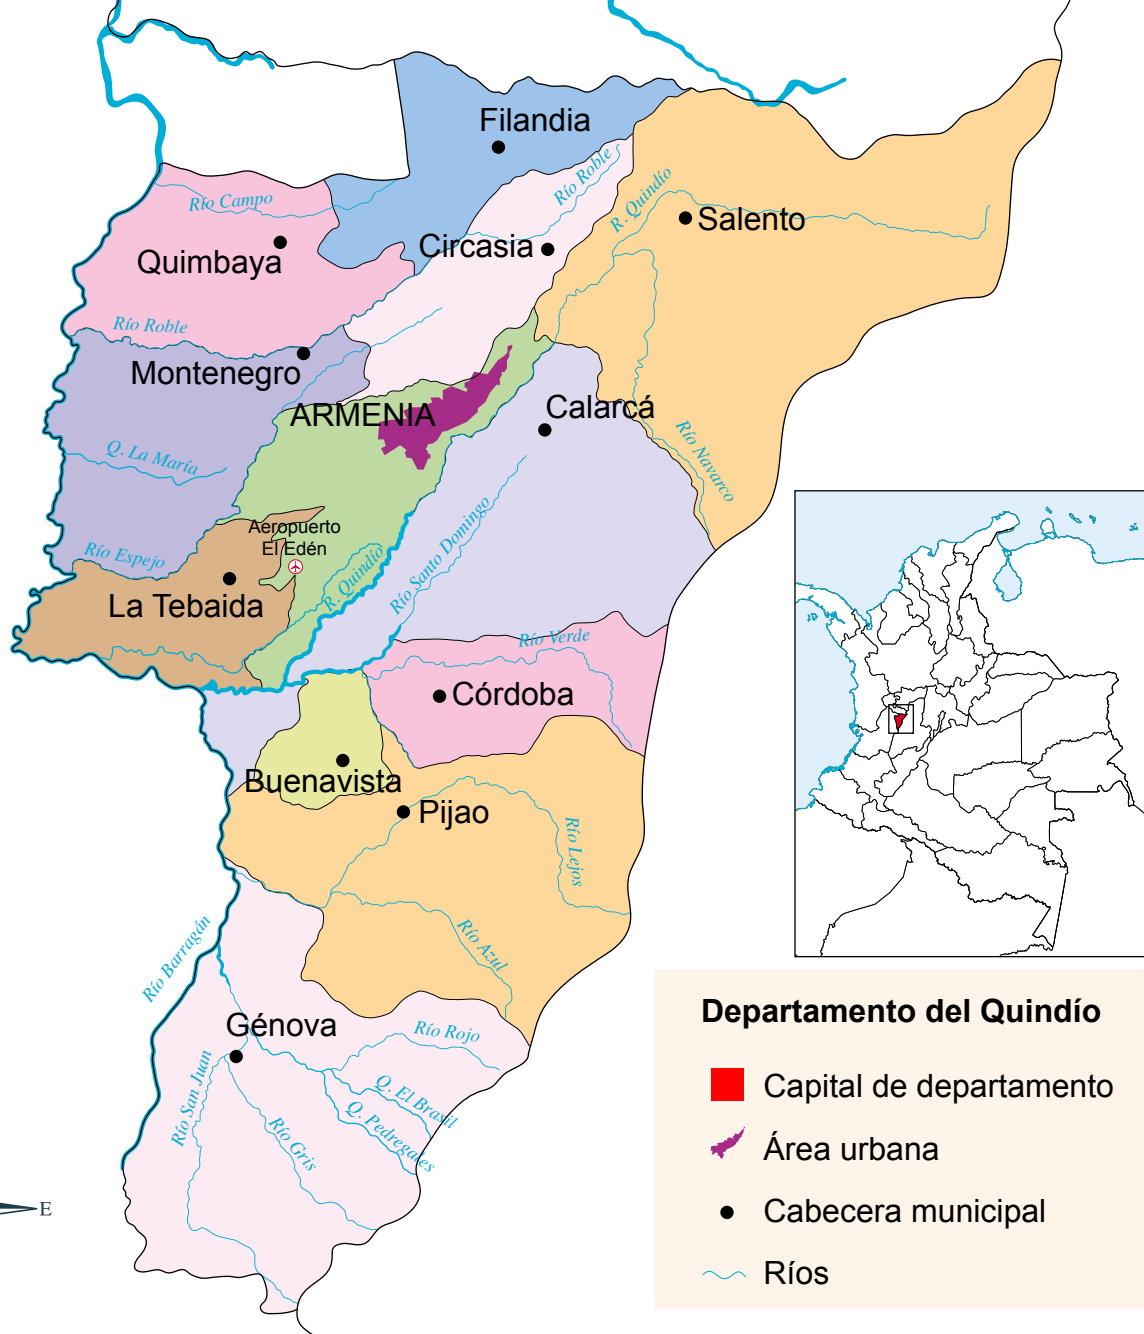 Filandia
Río Roble
Río Campo
R. Quindío
Salento
Circasia
Quimbaya
Río Roble
Montenegro
ARMENIA
Calarcá
Q. La María
Río Navarco
Aeropuerto
El Edén
Río Santo Domingo
Río Espejo
R. Quindío
La Tebaida
Río Verde
Córdoba
Buenavista
Pijao
Río Lejos
Río Azul
Río Barragán
Génova
Río Rojo
Río San Juan
Q. El Brasil
Q. Pedregales
Río Gris
E
Departamento del Quindío
Capital de departamento
Área urbana
Cabecera municipal
Ríos